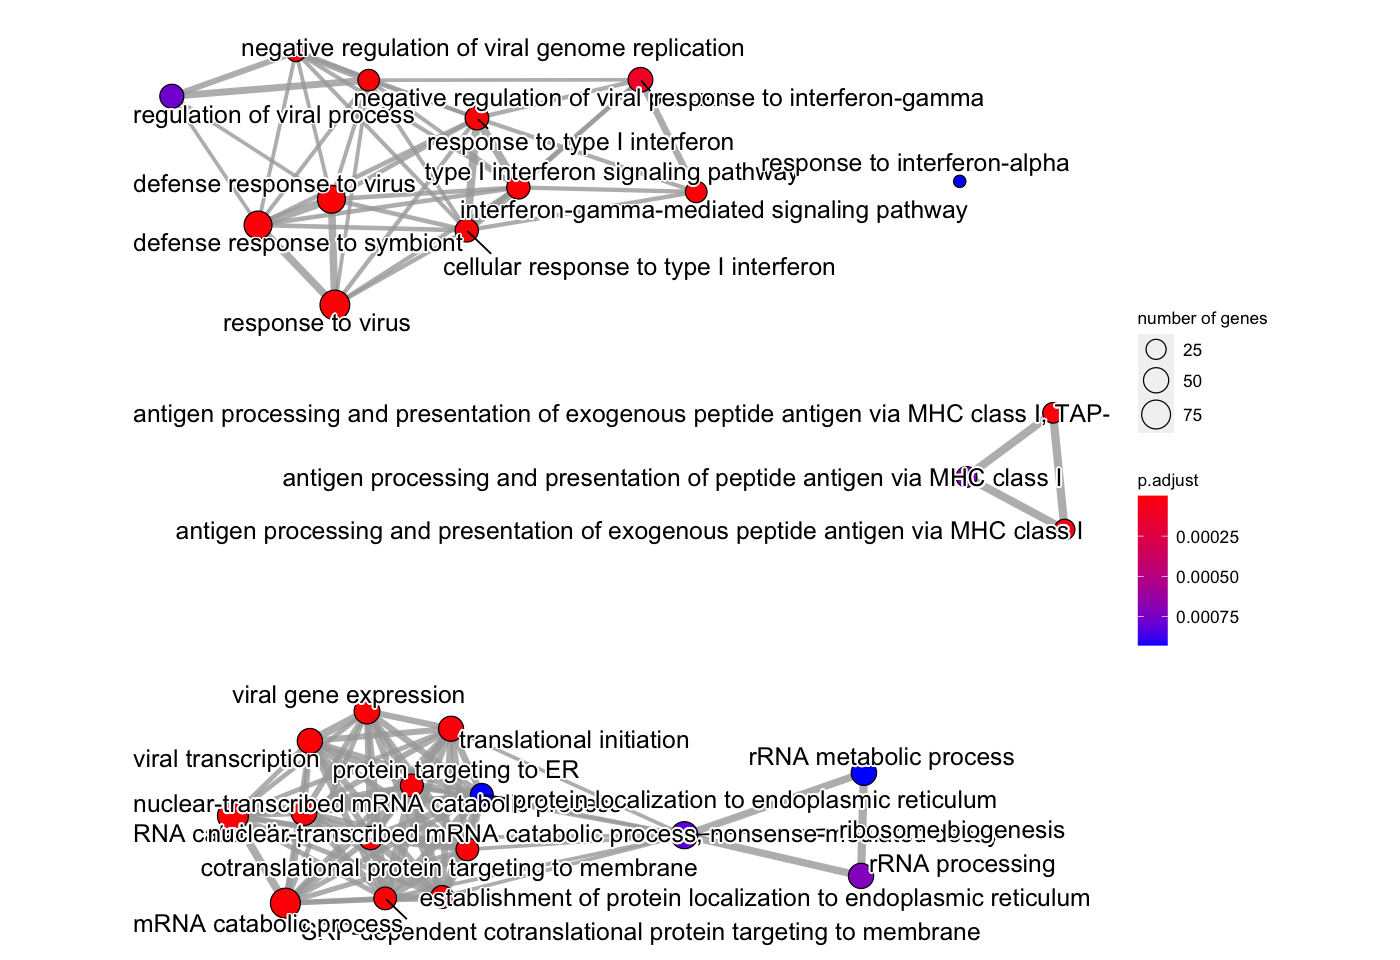 negative regulation of viral genome replication
negative regulation of viral
response to interferon-gamma
regulation of viral process
response to type I interferon
response to interferon-alpha
type I interferon signaling pathway
defense response to virus
interferon-gamma-mediated signaling pathway
defense response to symbiont
cellular response to type I interferon
response to virus
number of genes
25
50
75
antigen processing and presentation of exogenous peptide antigen via MHC class I, TAP-
antigen processing and presentation of peptide antigen via MHC class I
antigen processing and presentation of exogenous peptide antigen via MHC class I
p.adjust
0.00025
0.00050
0.00075
viral gene expression
translational initiation
viral transcription
rRNA metabolic process
protein targeting to ER
nuclear-transcribed mRNA catabolic process
protein localization to endoplasmic reticulum
RNA
nuclear-transcribed mRNA catabolic process, nonsense-mediated decay
ribosome biogenesis
cotranslational protein targeting to membrane
rRNA processing
establishment of protein localization to endoplasmic reticulum
mRNA catabolic process
SRP-dependent cotranslational protein targeting to membrane